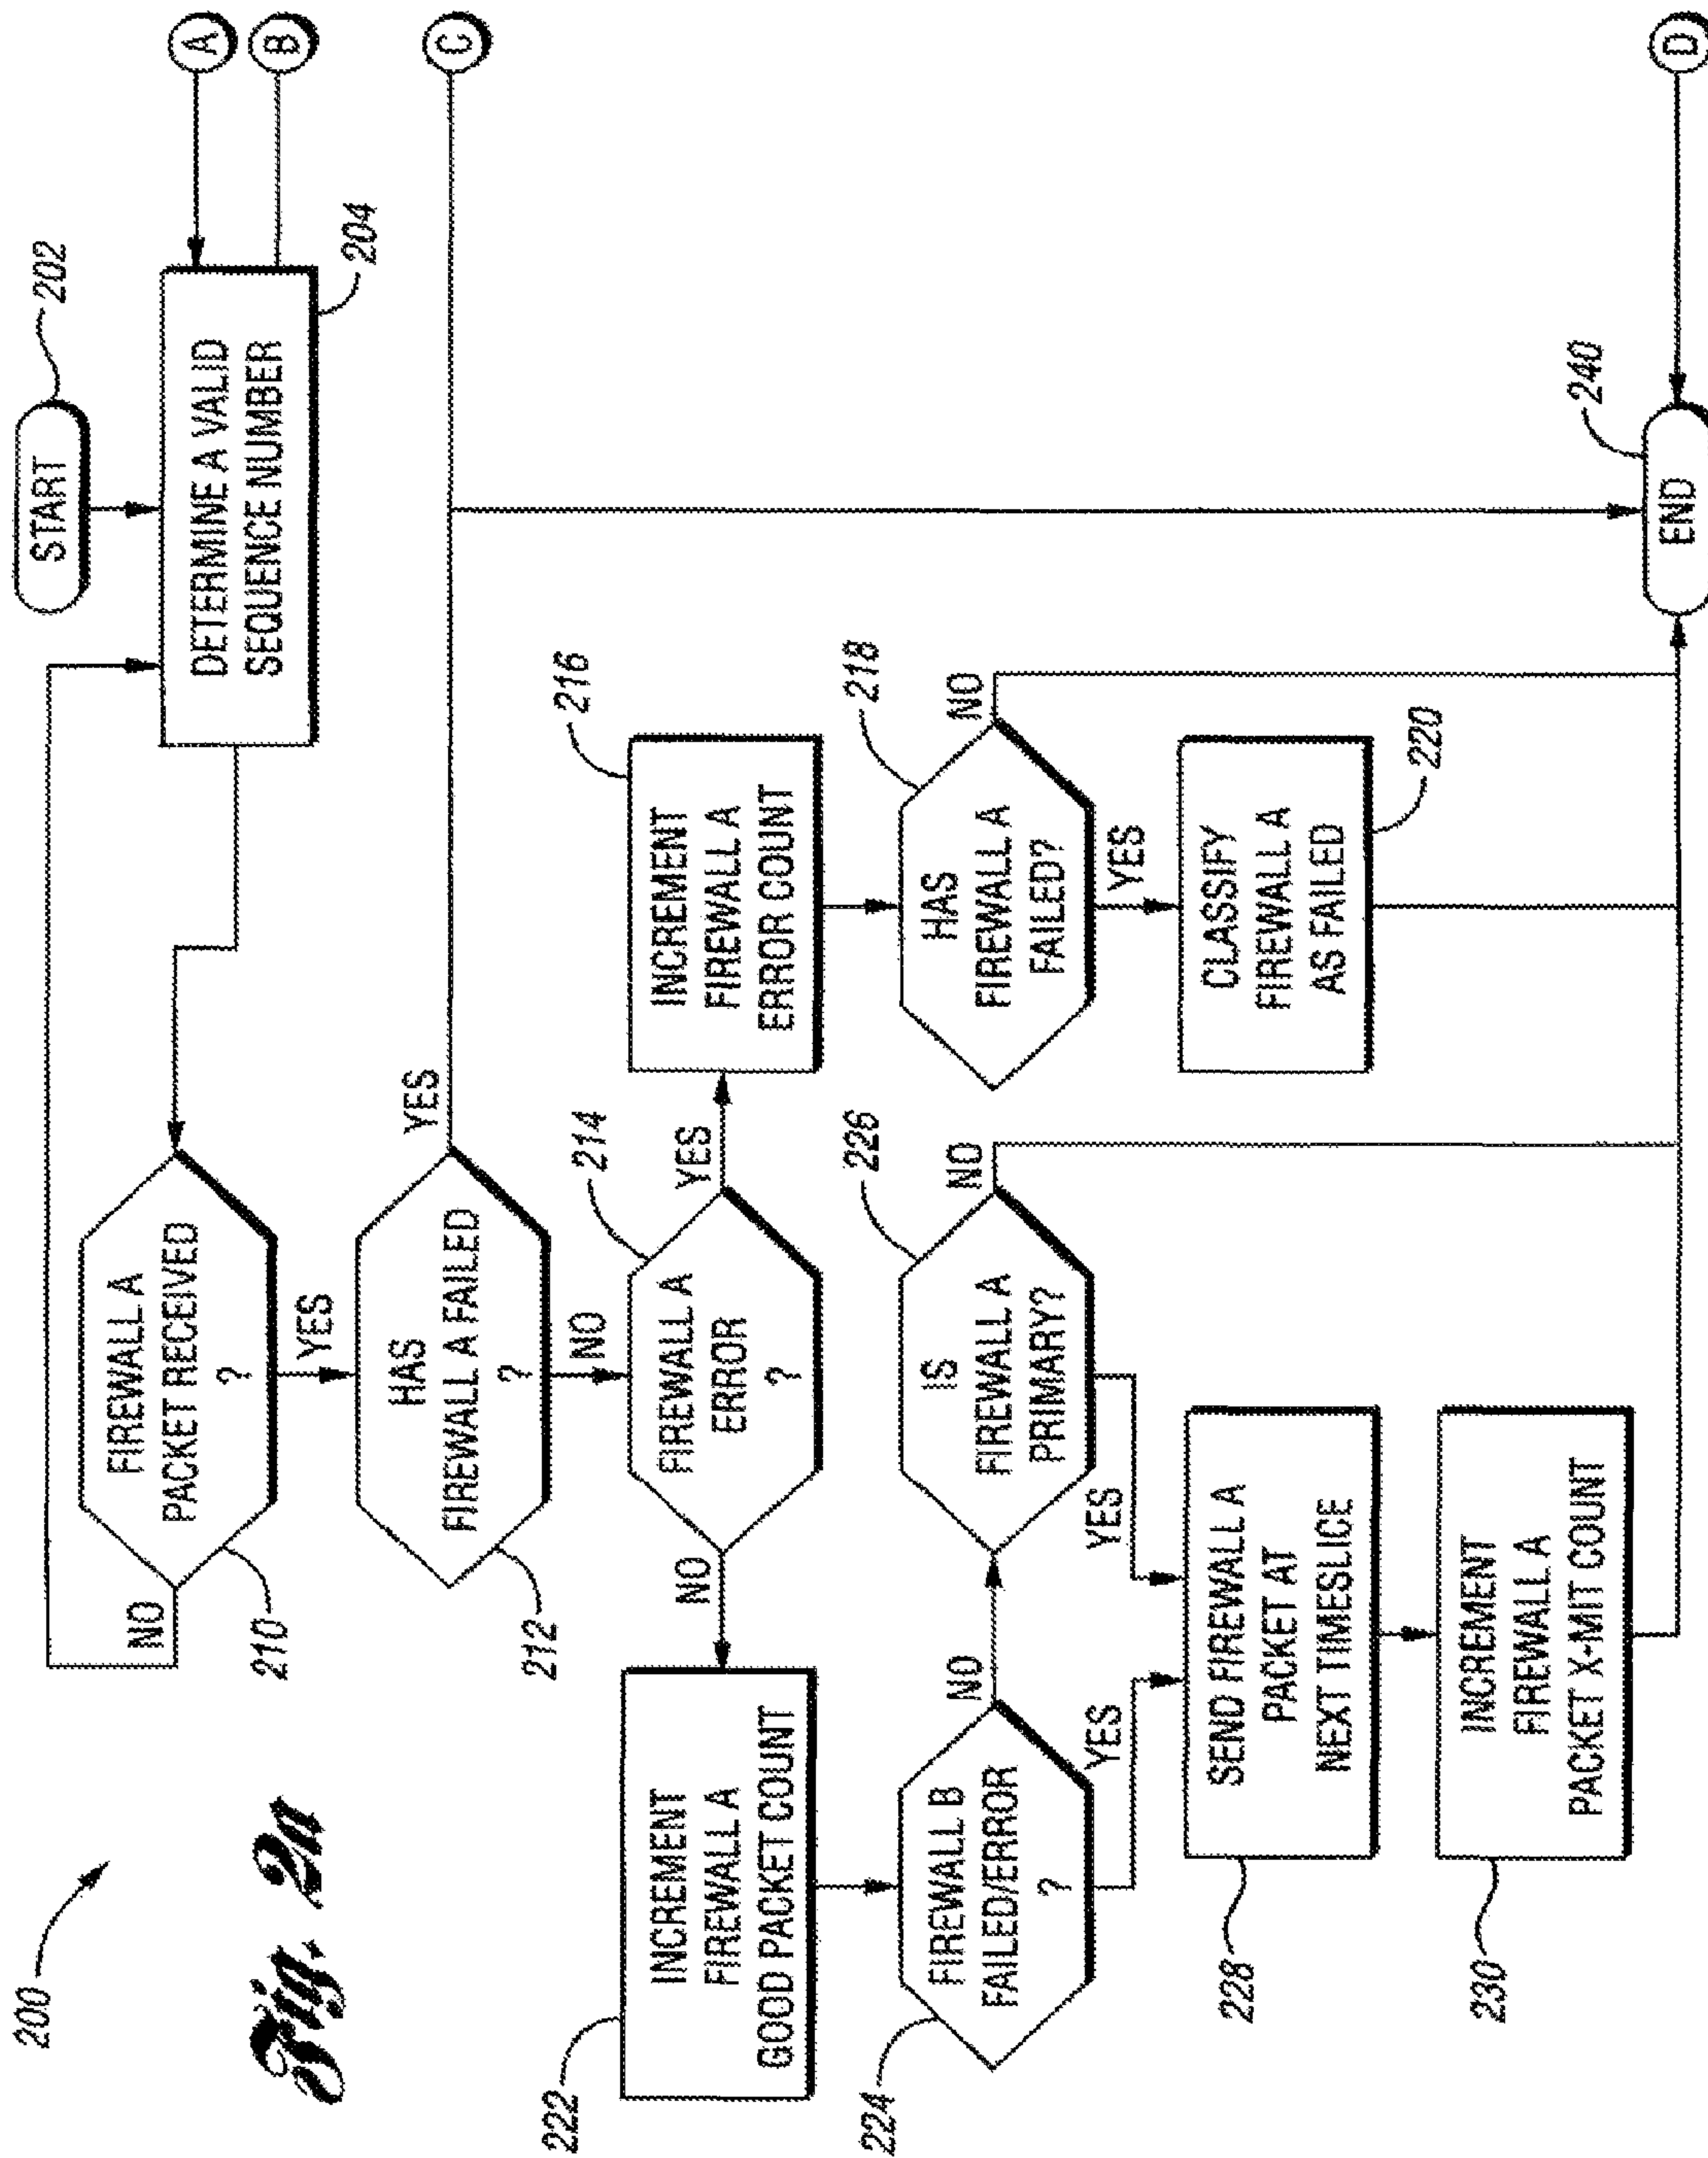 200
Fig. 2a
START
202
DETERMINE A VALID
SEQUENCE NUMBER
204
A
B
FIREWALL A
PACKET RECEIVED
?
NO
210
YES
HAS
FIREWALL A FAILED
?
YES
C
212
NO
FIREWALL A
ERROR
?
214
YES
NO
INCREMENT
FIREWALL A
ERROR COUNT
216
HAS
FIREWALL A
FAILED?
218
NO
YES
CLASSIFY
FIREWALL A
AS FAILED
220
INCREMENT
FIREWALL A
GOOD PACKET COUNT
222
FIREWALL B
FAILED/ERROR
?
224
NO
YES
IS
FIREWALL A
PRIMARY?
226
NO
YES
SEND FIREWALL A
PACKET AT
NEXT TIMESLICE
228
INCREMENT
FIREWALL A
PACKET X-MIT COUNT
230
END
240
D